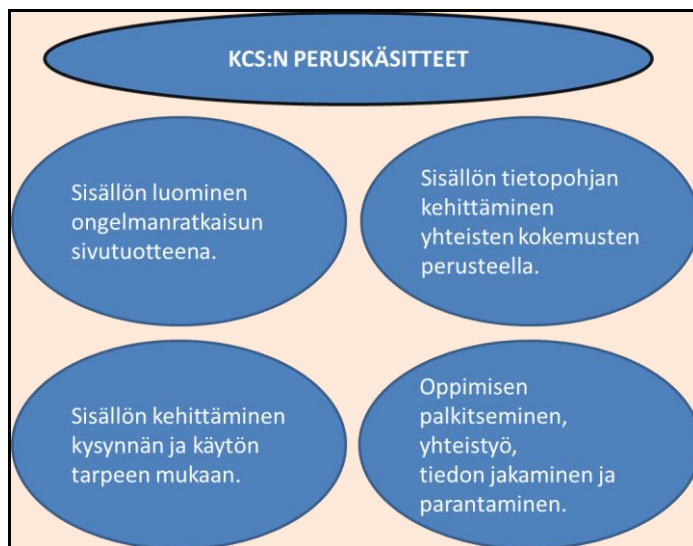 KCS:N PERUSKÄSITTEET
Sisällön luominen
ongelmanratkaisun
sivutuotteena.
Sisällön tietopohjan
kehittäminen
yhteisten kokemusten
perusteella.
Sisällön kehittäminen
kysynnän ja käytön
tarpeen mukaan.
Oppimisen
palkitseminen,
yhteistyö,
tiedon jakaminen ja
parantaminen.